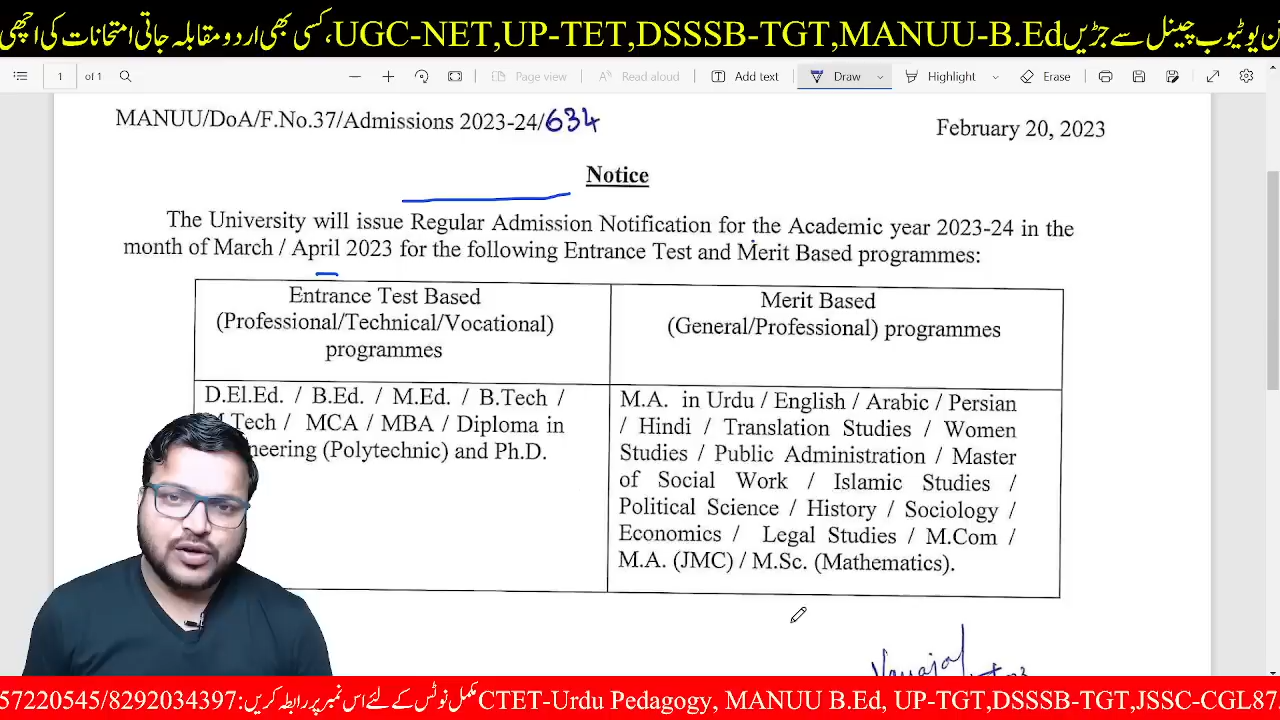 ن یوٹیوب چینل سے جڑیں UGC-NET,UP-TET,DSSSB-TGT,MANUU-B.Ed، کسی بھی اردو مقابلہ جاتی امتحانات کی اچھی
1 of 1 Page view Read aloud Add text Draw Highlight Erase
MANUU/DoA/F.No.37/Admissions 2023-24/634
February 20, 2023
Notice
The University will issue Regular Admission Notification for the Academic year 2023-24 in the
month of March / April 2023 for the following Entrance Test and Merit Based programmes:
Entrance Test Based
(Professional/Technical/Vocational)
programmes
Merit Based
(General/Professional) programmes
D.El.Ed. / B.Ed. / M.Ed. / B.Tech /
Tech / MCA / MBA / Diploma in
neering (Polytechnic) and Ph.D.
M.A. in Urdu / English / Arabic / Persian
/ Hindi / Translation Studies / Women
Studies / Public Administration / Master
of Social Work / Islamic Studies /
Political Science / History / Sociology /
Economics / Legal Studies / M.Com /
M.A. (JMC) / M.Sc. (Mathematics).
57220545/8292034397: مکمل نوٹس کے لئے اس نمبر پر رابطہ کریں CTET-Urdu Pedagogy, MANUU B.Ed, UP-TGT,DSSSB-TGT,JSSC-CGL87